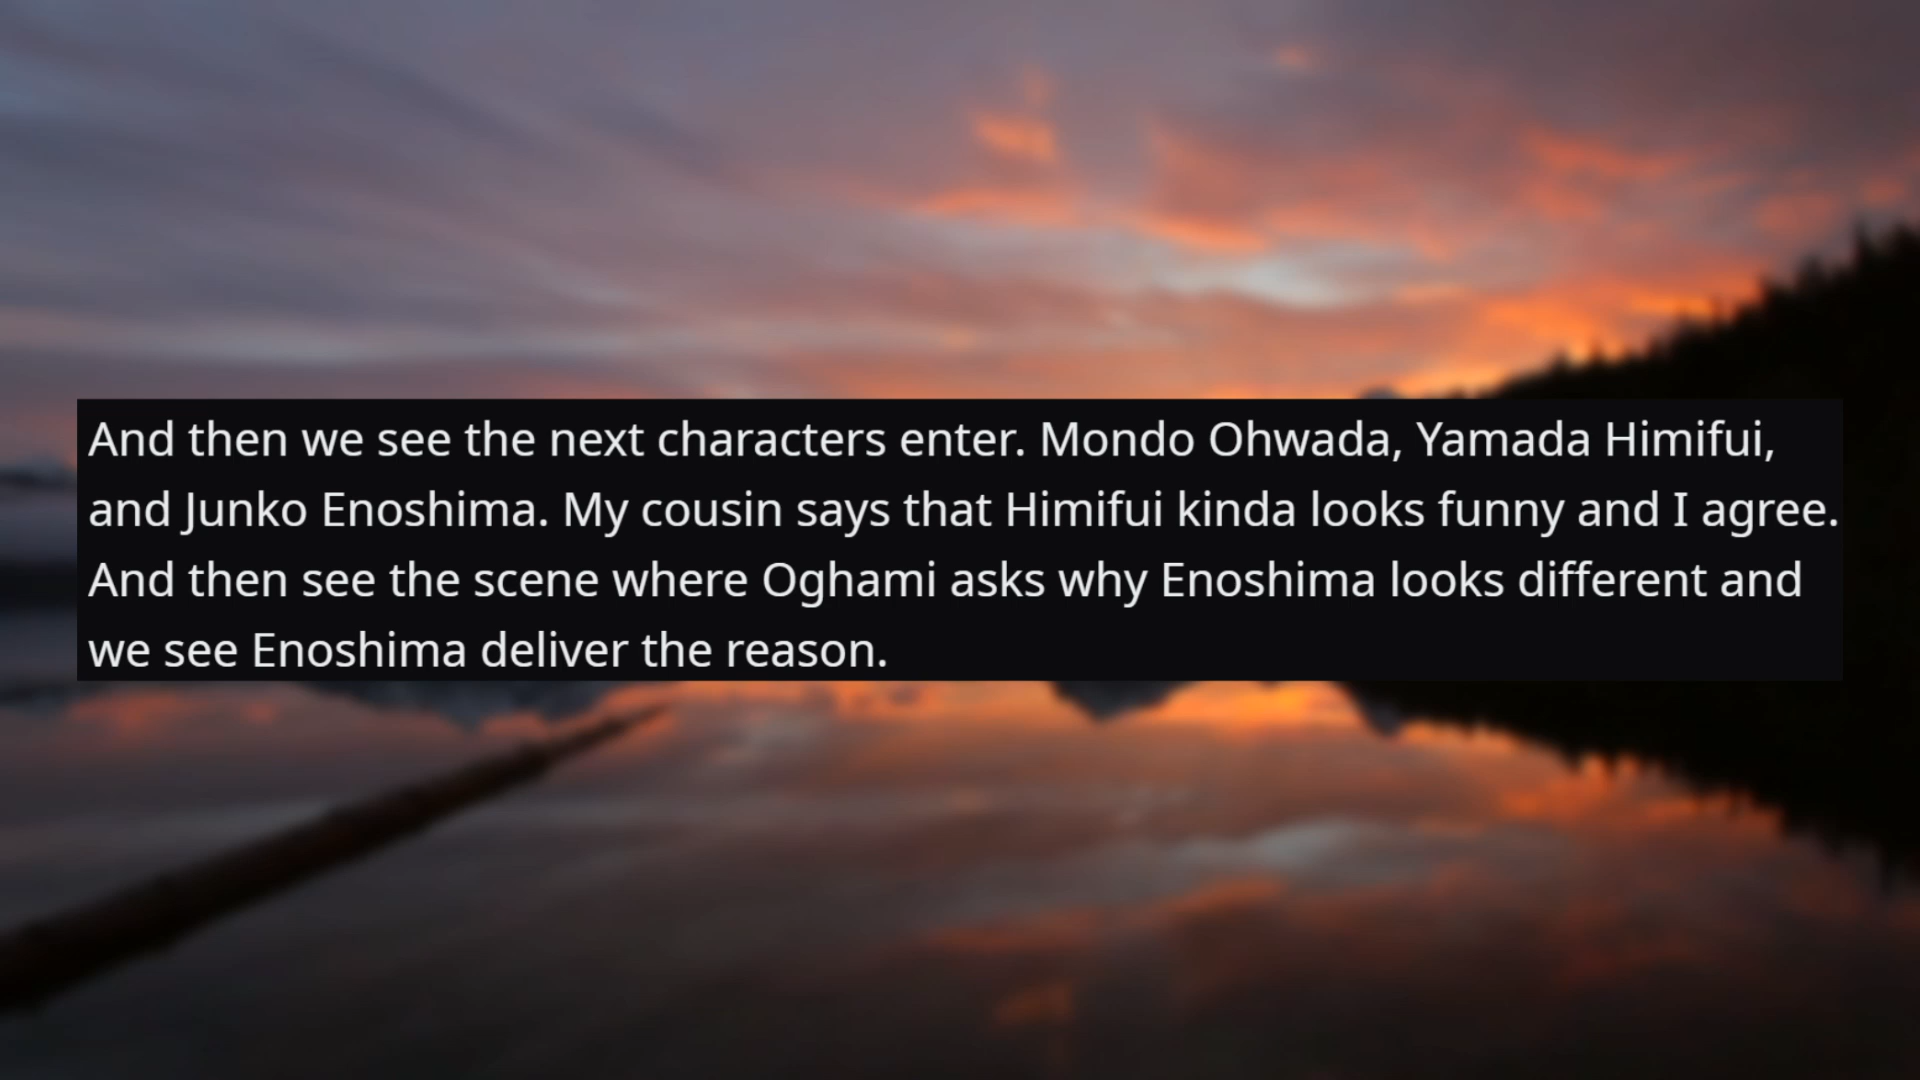 And then we see the next characters enter. Mondo Ohwada, Yamada Himifui,
and Junko Enoshima. My cousin says that Himifui kinda looks funny and I agree.
And then see the scene where Oghami asks why Enoshima looks different and
we see Enoshima deliver the reason.